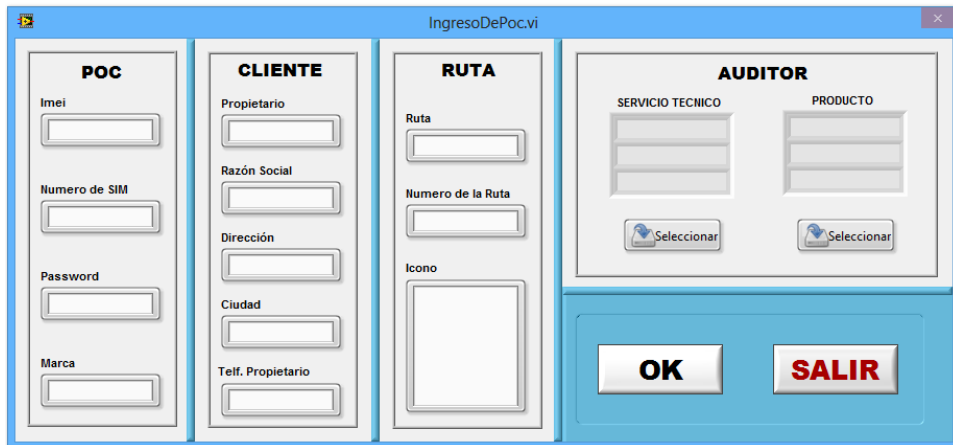 IngresoDePoc.vi
POC
Imei
Numero de SIM
Password
Marca
CLIENTE
Propietario
Razón Social
Dirección
Ciudad
Telf. Propietario
RUTA
Ruta
Numero de la Ruta
Icono
AUDITOR
SERVICIO TECNICO
PRODUCTO
Seleccionar
Seleccionar
OK
SALIR